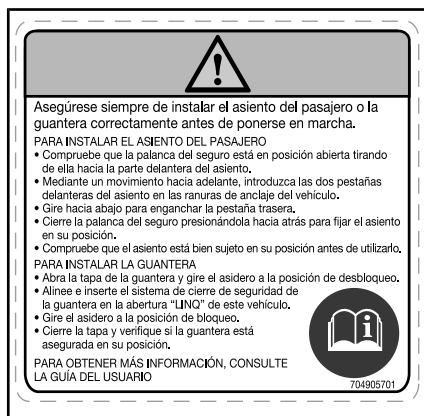 Asegúrese siempre de instalar el asiento del pasajero o la
guantera correctamente antes de ponerse en marcha.
PARA INSTALAR EL ASIENTO DEL PASAJERO
• Compruebe que la palanca del seguro está en posición abierta tirando
de ella hacia la parte delantera del asiento.
• Mediante un movimiento hacia adelante, introduzca las dos pestañas
delanteras del asiento en las ranuras de anclaje del vehículo.
• Gire hacia abajo para enganchar la pestaña trasera.
• Cierre la palanca del seguro presionándola hacia atrás para fijar el asiento
en su posición.
• Compruebe que el asiento está bien sujeto en su posición antes de utilizarlo.
PARA INSTALAR LA GUANTERA
• Abra la tapa de la guantera y gire el asidero a la posición de desbloqueo.
• Alinee e inserte el sistema de cierre de seguridad de
la guantera en la abertura “LINQ” de este vehículo.
• Gire el asidero a la posición de bloqueo.
• Cierre la tapa y verifique si la guantera está
asegurada en su posición.
PARA OBTENER MÁS INFORMACIÓN, CONSULTE
LA GUÍA DEL USUARIO
704905701